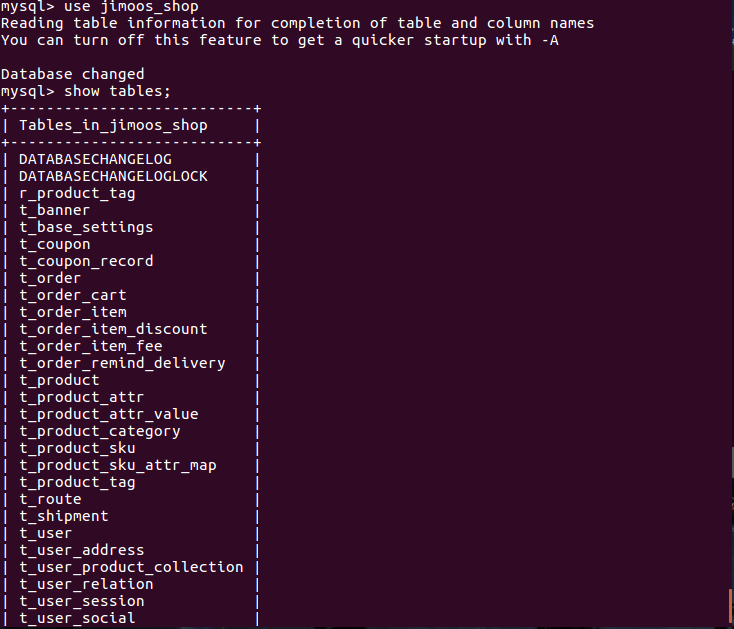 mysql> use jimoos_shop
Reading table information for completion of table and column names
You can turn off this feature to get a quicker startup with -A
Database changed
mysql> show tables;
+---------------------------+
| Tables_in_jimoos_shop     |
+---------------------------+
| DATABASECHANGELOG         |
| DATABASECHANGELOGLOCK     |
| r_product_tag             |
| t_banner                  |
| t_base_settings           |
| t_coupon                  |
| t_coupon_record           |
| t_order                   |
| t_order_cart              |
| t_order_item              |
| t_order_item_discount     |
| t_order_item_fee          |
| t_order_remind_delivery   |
| t_product                 |
| t_product_attr            |
| t_product_attr_value      |
| t_product_category        |
| t_product_sku             |
| t_product_sku_attr_map    |
| t_product_tag             |
| t_route                   |
| t_shipment                |
| t_user                    |
| t_user_address            |
| t_user_product_collection |
| t_user_relation           |
| t_user_session            |
| t_user_social             |